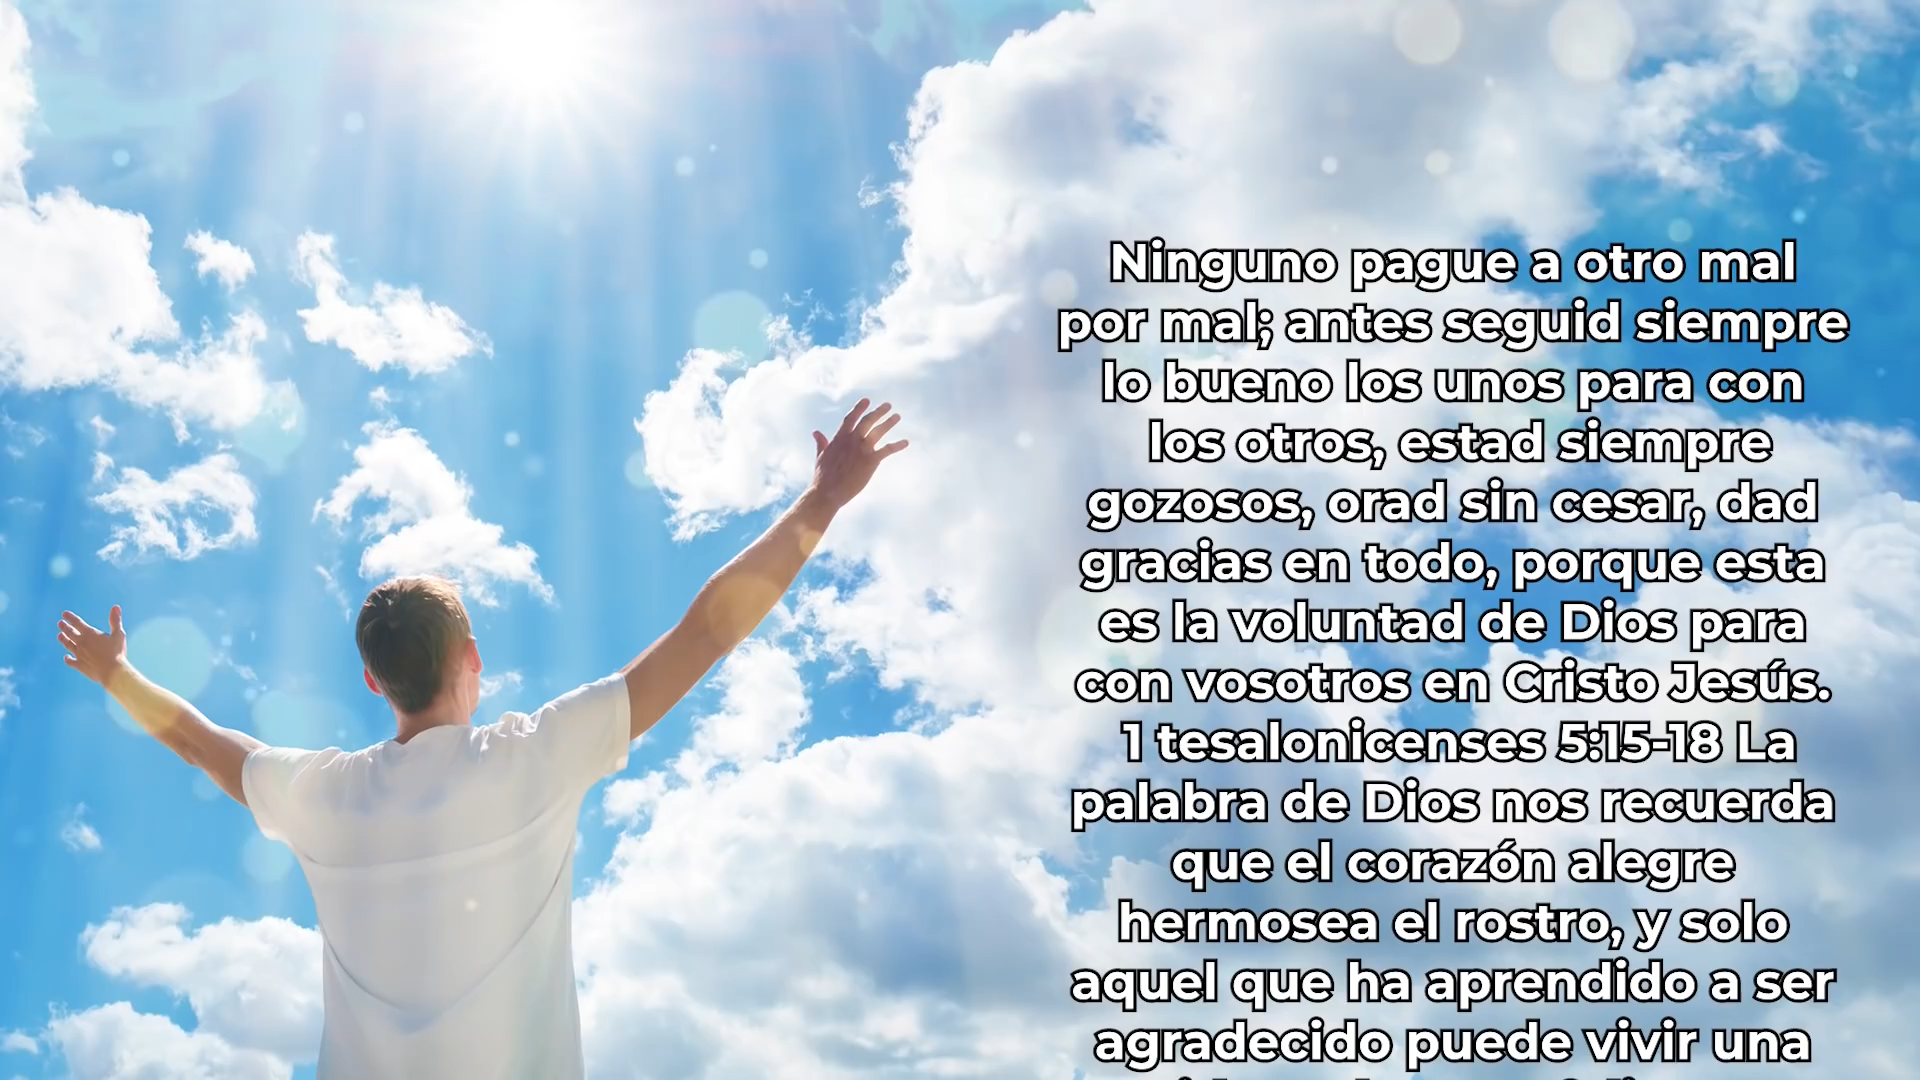 Ninguno pague a otro mal
por mal; antes seguid siempre
lo bueno los unos para con
los otros, estad siempre
gozosos, orad sin cesar, dad
gracias en todo, porque esta
es la voluntad de Dios para
con vosotros en Cristo Jesús.
1 tesalonicenses 5:15-18 La
palabra de Dios nos recuerda
que el corazón alegre
hermosea el rostro, y solo
aquel que ha aprendido a ser
agradecido puede vivir una